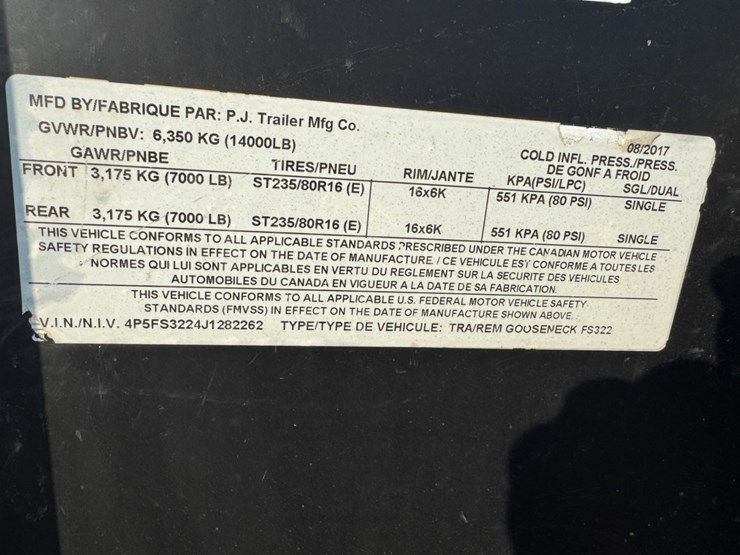 MFD BY/FABRIQUE PAR: P.J. Trailer Mfg Co. 08/2017
GVWR/PNBV: 6,350 KG (14000LB) COLD INFL. PRESS./PRESS.
GAWR/PNBE TIRES/PNEU RIM/JANTE DE GONF A FROID
KPA(PSI/LPC) SGL/DUAL
FRONT 3,175 KG (7000 LB) ST235/80R16 (E) 16x6K 551 KPA (80 PSI) SINGLE
REAR 3,175 KG (7000 LB) ST235/80R16 (E) 16x6K 551 KPA (80 PSI) SINGLE
THIS VEHICLE CONFORMS TO ALL APPLICABLE STANDARDS PRESCRIBED UNDER THE CANADIAN MOTOR VEHICLE
SAFETY REGULATIONS IN EFFECT ON THE DATE OF MANUFACTURE. / CE VEHICULE EST CONFORME A TOUTES LES
NORMES QUI LUI SONT APPLICABLES EN VERTU DU REGLEMENT SUR LA SECURITE DES VEHICULES
AUTOMOBILES DU CANADA EN VIGUEUR A LA DATE DE SA FABRICATION.
THIS VEHICLE CONFORMS TO ALL APPLICABLE U.S. FEDERAL MOTOR VEHICLE SAFETY
STANDARDS (FMVSS) IN EFFECT ON THE DATE OF MANUFACTURE SHOWN ABOVE.
V.I.N./N.I.V. 4P5FS3224J1282262 TYPE/TYPE DE VEHICULE: TRA/REM GOOSENECK FS322